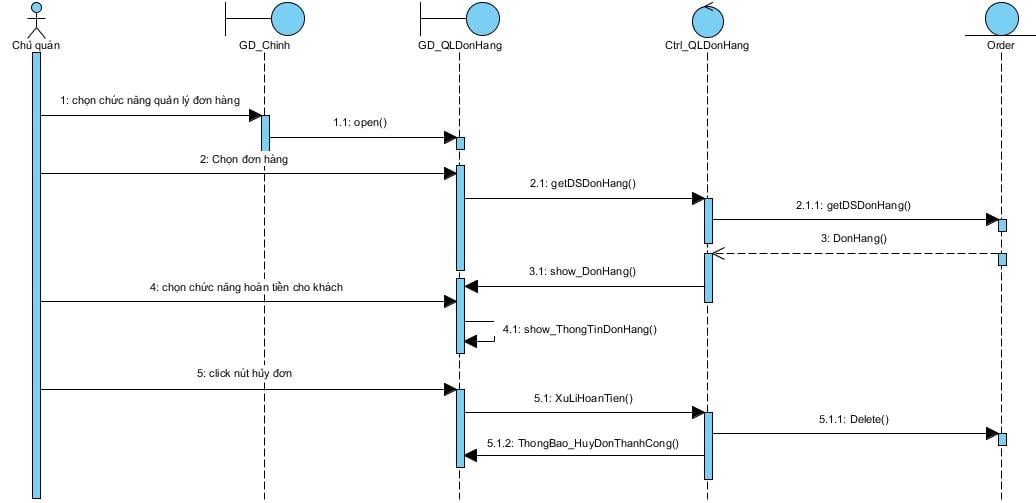 Chủ quán
GD_Chinh
GD_QLDonHang
Ctrl_QLDonHang
Order
1: chọn chức năng quản lý đơn hàng
1.1: open()
2: Chọn đơn hàng
2.1: getDSDonHang()
2.1.1: getDSDonHang()
3: DonHang()
3.1: show_DonHang()
4: chọn chức năng hoàn tiền cho khách
4.1: show_ThongTinDonHang()
5: click nút hủy đơn
5.1: XuLiHoanTien()
5.1.1: Delete()
5.1.2: ThongBao_HuyDonThanhCong()